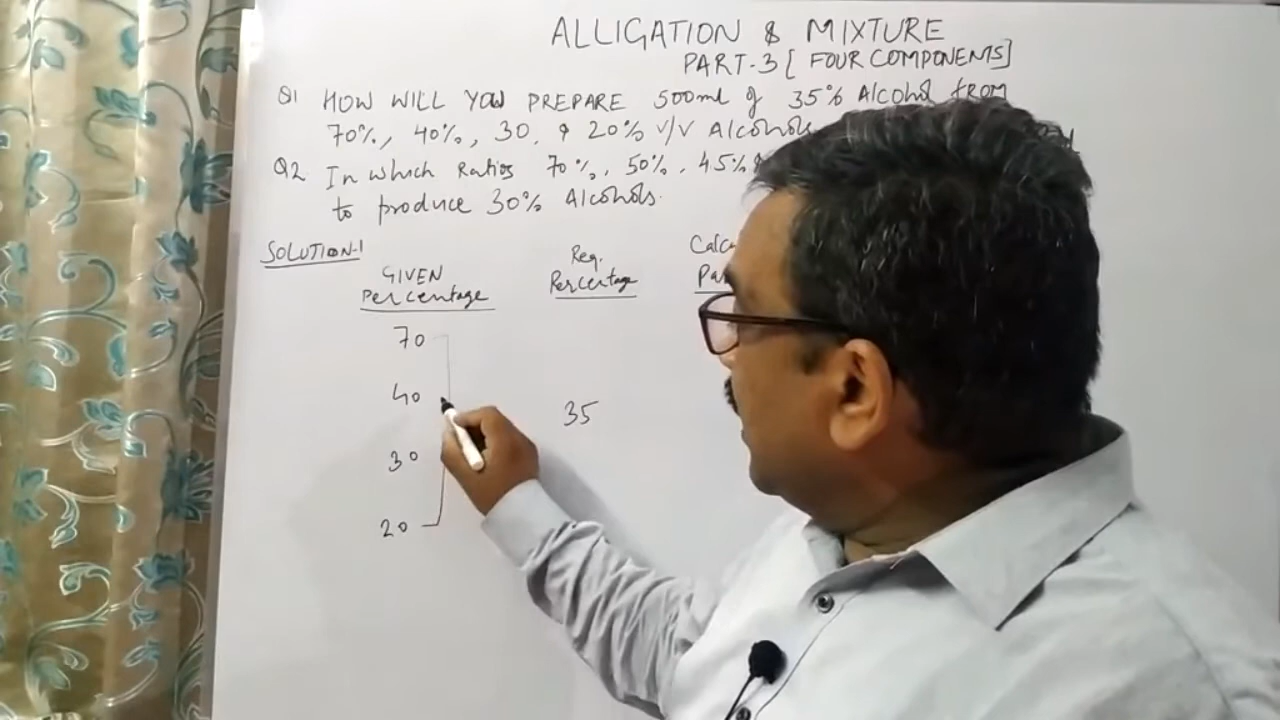 ALLIGATION & MIXTURE
PART-3 [ FOUR COMPONENTS]
Q1 HOW WILL YOU PREPARE 500ml of 35% Alcohol from
70%, 40%, 30, & 20% V/V Alcohols
Q2 In which Ratios 70%, 50%, 45% &
to produce 30% Alcohols.
SOLUTION-1
GIVEN Percentage
Req. Percentage
70
40
35
30
20